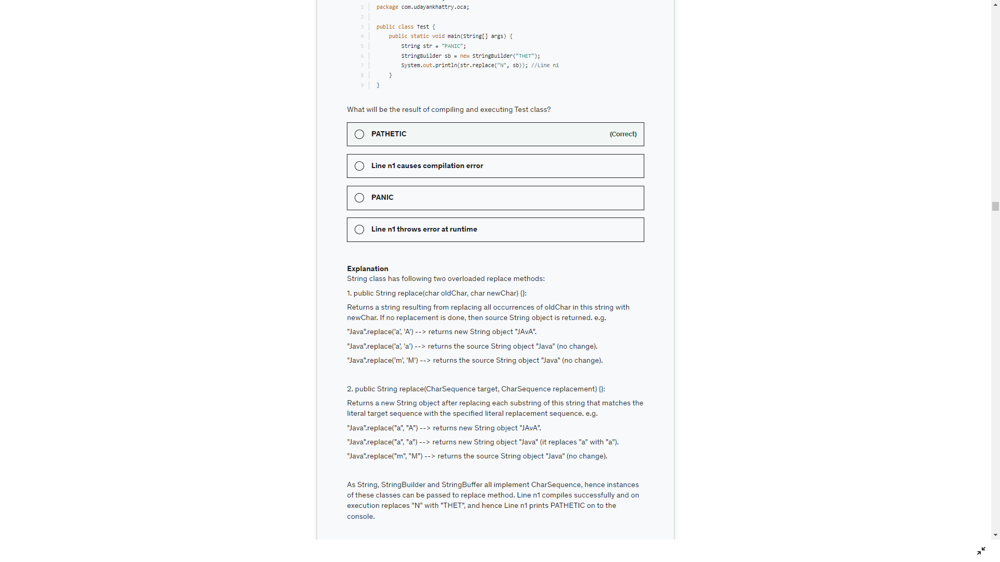 1 package com.udayankhattry.oca;
2
3 public class Test {
4 public static void main(String[] args) {
5 String str = "PANIC";
6 StringBuilder sb = new StringBuilder("THET");
7 System.out.println(str.replace("N", sb)); //Line n1
8 }
9 }
What will be the result of compiling and executing Test class?
PATHETIC (Correct)
Line n1 causes compilation error
PANIC
Line n1 throws error at runtime
Explanation
String class has following two overloaded replace methods:
1. public String replace(char oldChar, char newChar) {}:
Returns a string resulting from replacing all occurrences of oldChar in this string with
newChar. If no replacement is done, then source String object is returned. e.g.
"Java".replace('a', 'A') --> returns new String object "JAvA".
"Java".replace('a', 'a') --> returns the source String object "Java" (no change).
"Java".replace('m', 'M') --> returns the source String object "Java" (no change).
2. public String replace(CharSequence target, CharSequence replacement) {}:
Returns a new String object after replacing each substring of this string that matches the
literal target sequence with the specified literal replacement sequence. e.g.
"Java".replace("a", "A") --> returns new String object "JAvA".
"Java".replace("a", "a") --> returns new String object "Java" (it replaces "a" with "a").
"Java".replace("m", "M") --> returns the source String object "Java" (no change).
As String, StringBuilder and StringBuffer all implement CharSequence, hence instances
of these classes can be passed to replace method. Line n1 compiles successfully and on
execution replaces "N" with "THET", and hence Line n1 prints PATHETIC on to the
console.